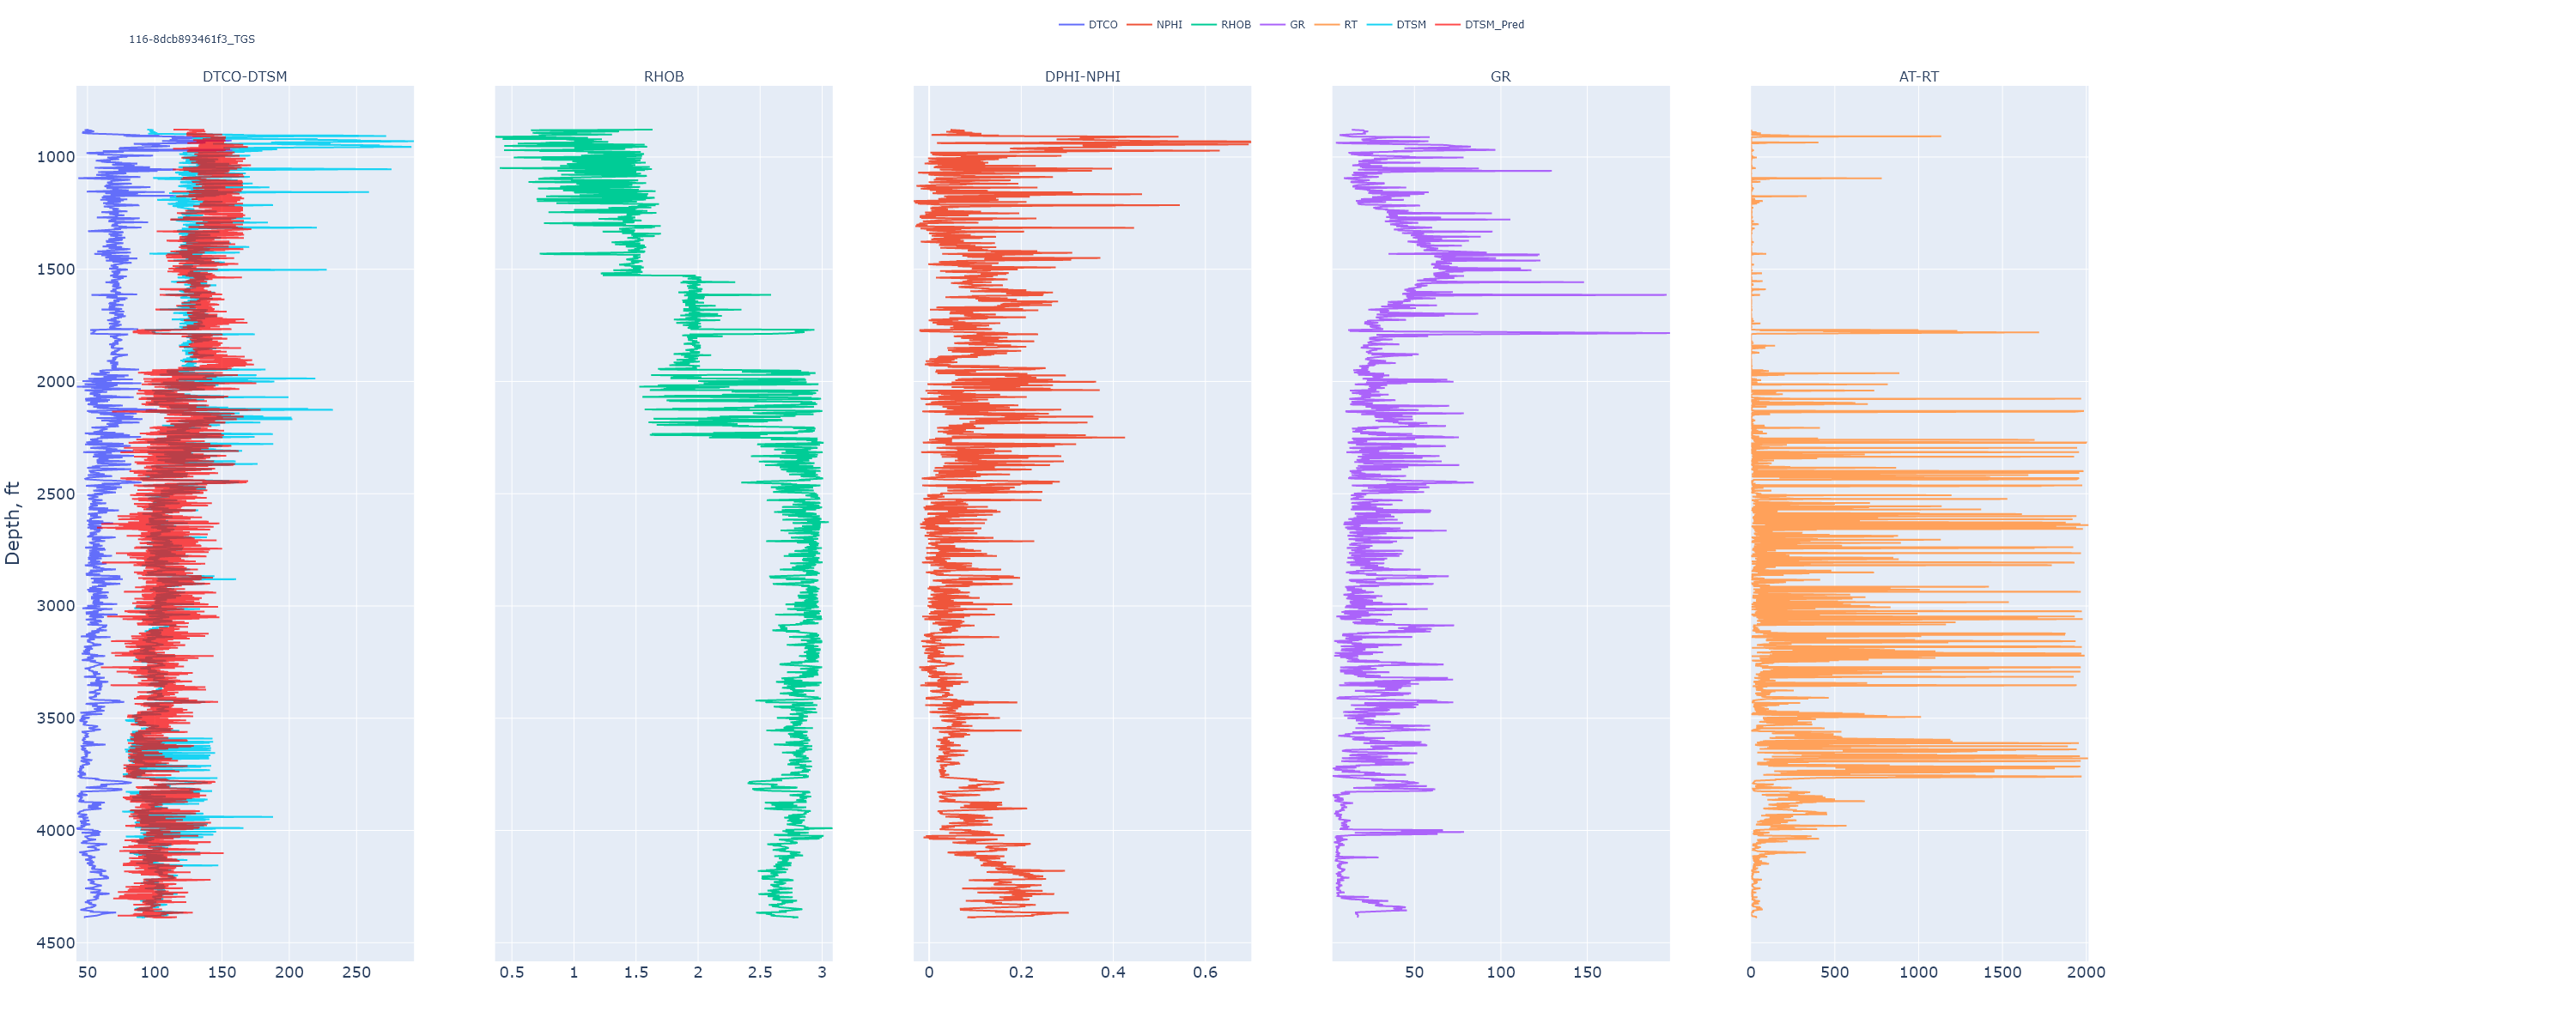 DTCO NPHI RHOB GR RT DTSM DTSM_Pred
116-8dcb893461f3_TGS
DTCO-DTSM RHOB DPHI-NPHI GR AT-RT
Depth, ft
1000
1500
2000
2500
3000
3500
4000
4500
50 100 150 200 250 0.5 1 1.5 2 2.5 3 0 0.2 0.4 0.6 50 100 150 0 500 1000 1500 2000